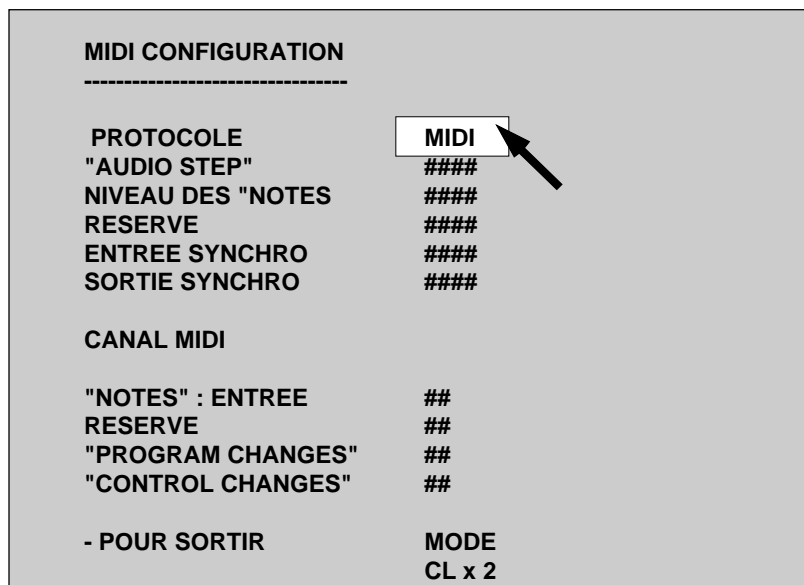 MIDI CONFIGURATION
---------------------------------
PROTOCOLE MIDI
"AUDIO STEP" ####
NIVEAU DES "NOTES ####
RESERVE ####
ENTREE SYNCHRO ####
SORTIE SYNCHRO ####
CANAL MIDI
"NOTES" : ENTREE ##
RESERVE ##
"PROGRAM CHANGES" ##
"CONTROL CHANGES" ##
- POUR SORTIR MODE
CL x 2